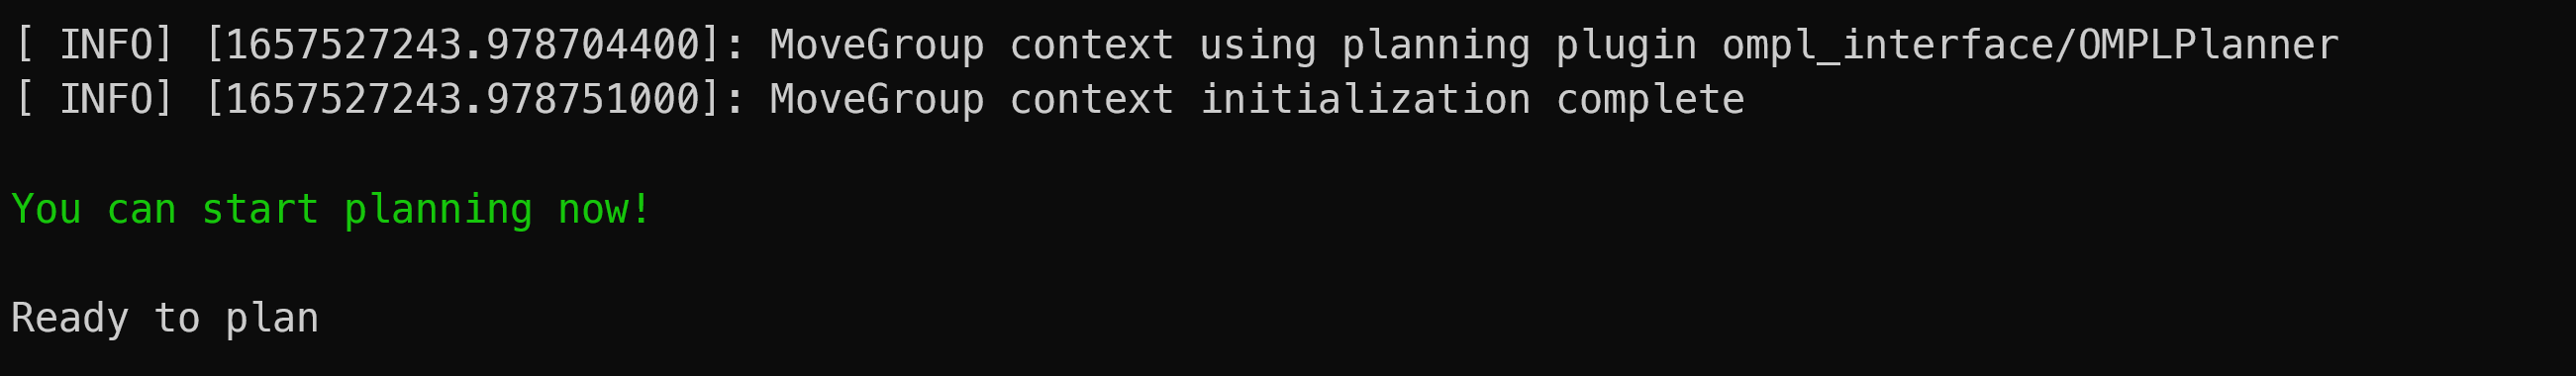 [ INFO] [1657527243.978704400]: MoveGroup context using planning plugin ompl_interface/OMPLPlanner
[ INFO] [1657527243.978751000]: MoveGroup context initialization complete
You can start planning now!
Ready to plan